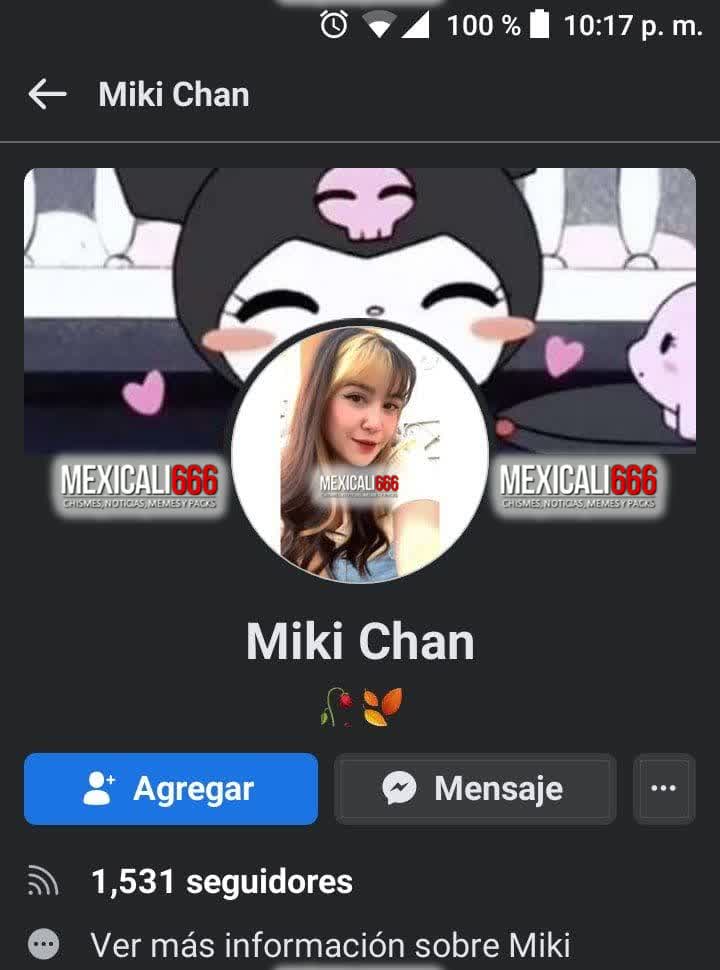 100 % 10:17 p. m.
Miki Chan
MEXICALI666
CHISMES, NOTICIAS, MEMES Y PACKS
MEXICALI666
MEXICALI666
CHISMES, NOTICIAS, MEMES Y PACKS
Miki Chan
Agregar
Mensaje
1,531 seguidores
Ver más información sobre Miki